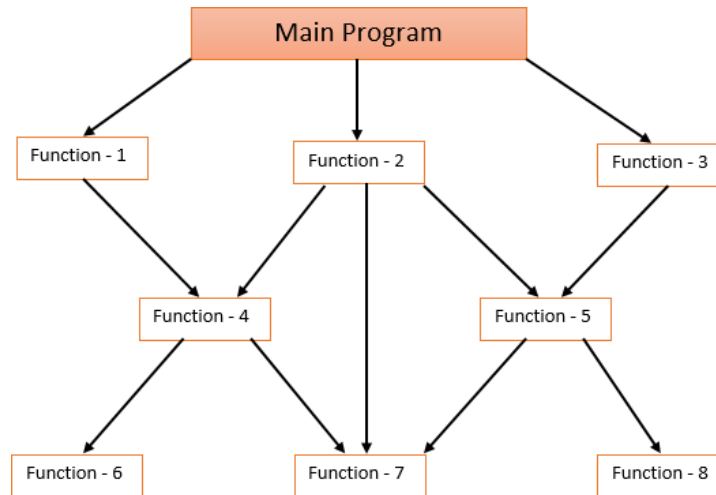 Main Program
Function - 1
Function - 2
Function - 3
Function - 4
Function - 5
Function - 6
Function - 7
Function - 8